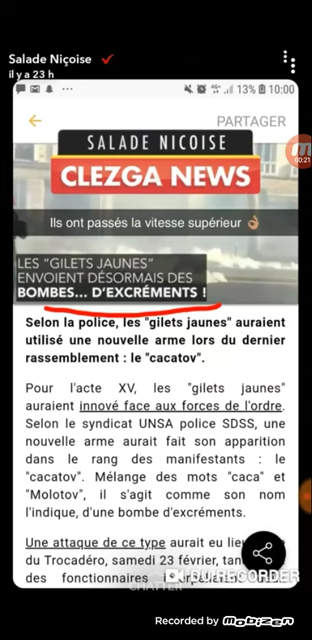 Salade Niçoise
il y a 23 h
13% 10:00
PARTAGER
00:21
SALADE NICOISE
CLEZGA NEWS
Ils ont passés la vitesse supérieur 👌🏼
LES "GILETS JAUNES"
ENVOIENT DÉSORMAIS DES
BOMBES... D'EXCRÉMENTS !
Selon la police, les "gilets jaunes" auraient
utilisé une nouvelle arme lors du dernier
rassemblement : le "cacatov".
Pour l'acte XV, les "gilets jaunes"
auraient innové face aux forces de l'ordre.
Selon le syndicat UNSA police SDSS, une
nouvelle arme aurait fait son apparition
dans le rang des manifestants : le
cacatov. Mélange des mots "caca" et
"Molotov", il s'agit comme son nom
l'indique, d'une bombe d'excréments.
Une attaque de ce type aurait eu lieu
du Trocadéro, samedi 23 février,
des fonctionnaires
DU RECORDER
CHATTER
Recorded by mobizen